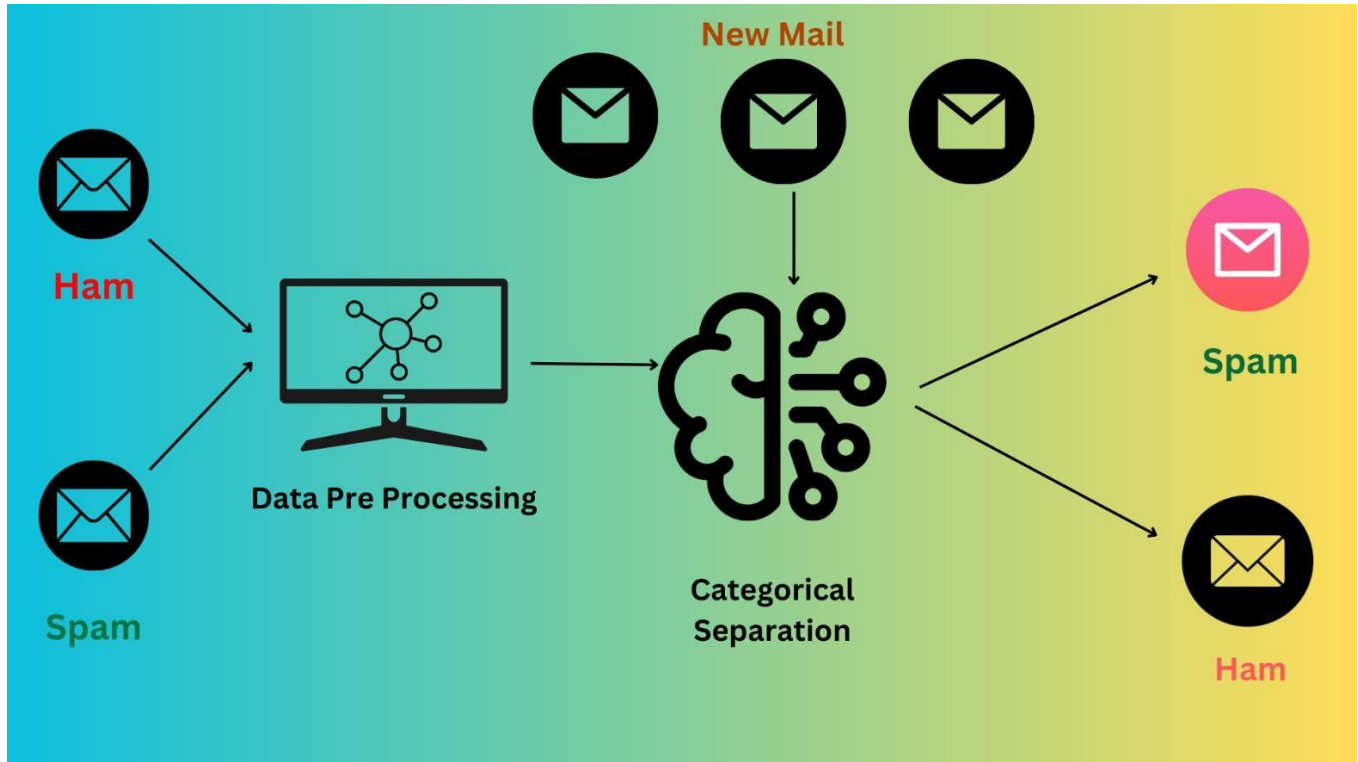 New Mail
Ham
Spam
Data Pre Processing
Categorical
Separation
Spam
Ham